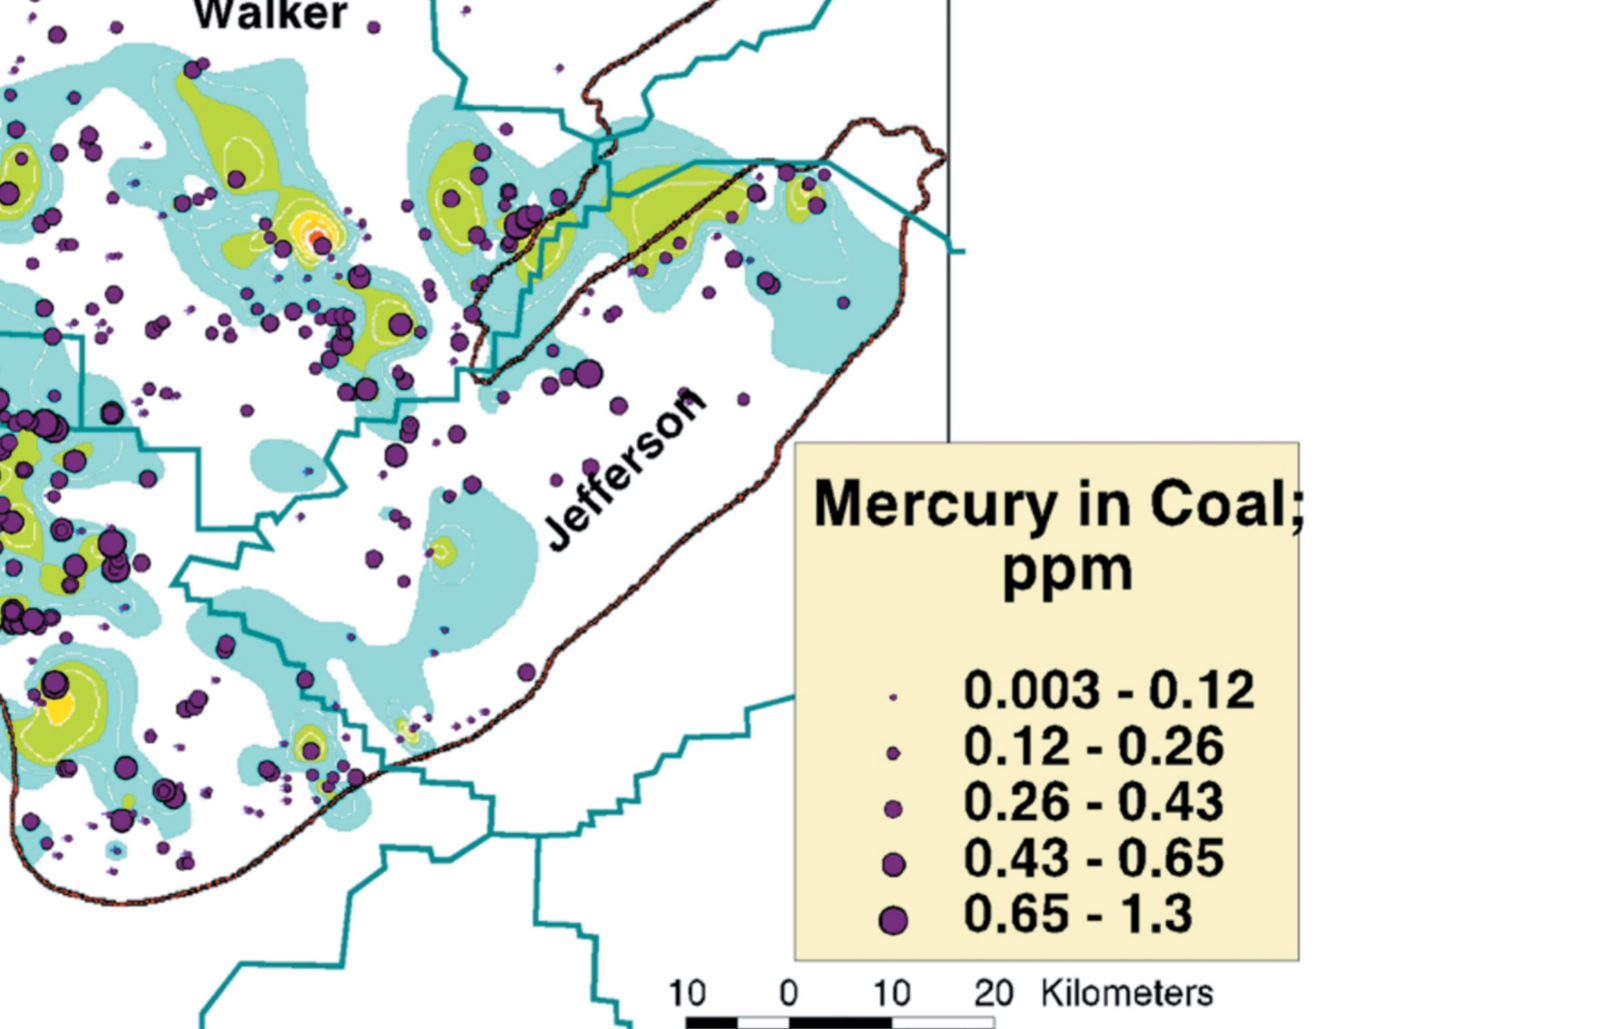 Walker
Jefferson
Mercury in Coal;
ppm
0.003 - 0.12
0.12 - 0.26
0.26 - 0.43
0.43 - 0.65
0.65 - 1.3
10 0 10 20 Kilometers